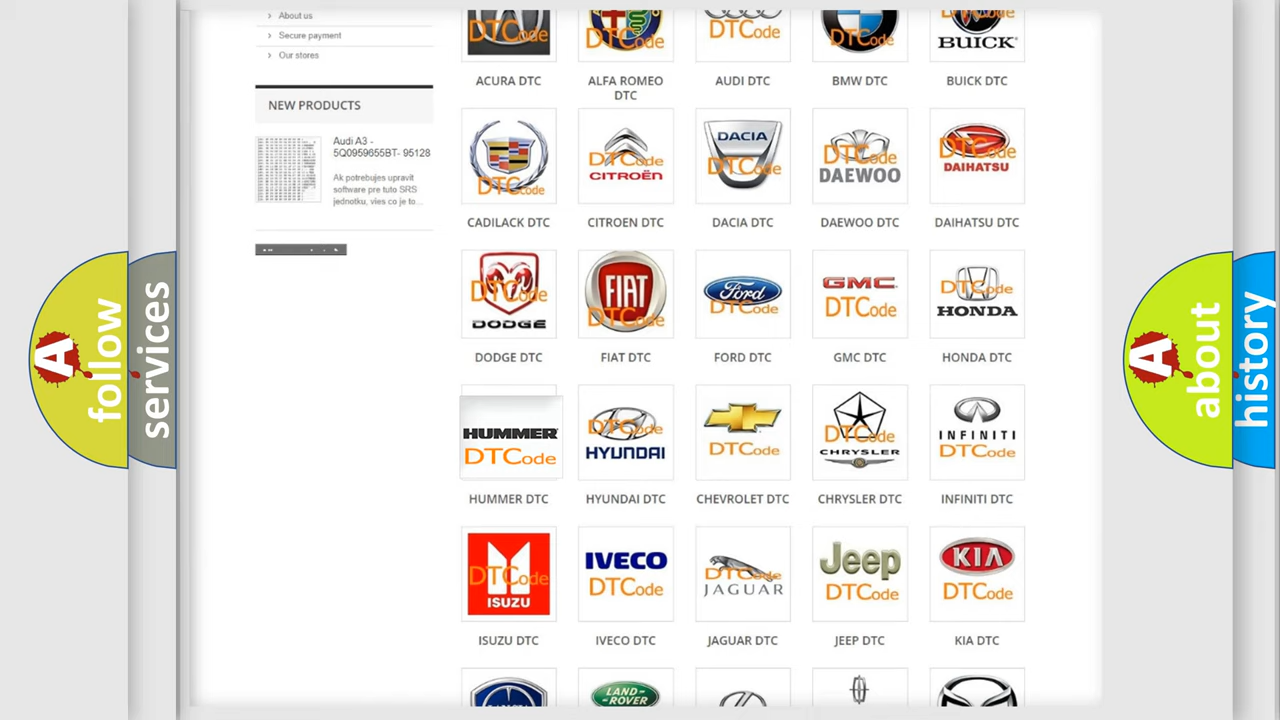 About us
Secure payment
Our stores
NEW PRODUCTS
Audi A3 -
5Q0959655BT- 95128
Ak potrebujes upravit
software pre tuto SRS
jednotku, vies co je to...
A follow
services
A about
history
DTCode DTCode DTCode DTCode DTCode
BUICK
ACURA DTC ALFA ROMEO DTC AUDI DTC BMW DTC BUICK DTC
DTCode DTCode DTCode DTCode DTCode
CITROËN DACIA DAEWOO DAIHATSU
CADILACK DTC CITROEN DTC DACIA DTC DAEWOO DTC DAIHATSU DTC
DTCode FIAT DTCode Ford DTCode GMC DTCode DTCode
DODGE HONDA
DODGE DTC FIAT DTC FORD DTC GMC DTC HONDA DTC
HUMMER DTCode DTCode DTCode INFINITI
DTCode HYUNDAI DTCode CHRYSLER DTCode
HUMMER DTC HYUNDAI DTC CHEVROLET DTC CHRYSLER DTC INFINITI DTC
DTCode IVECO DTCode Jeep KIA
ISUZU DTCode JAGUAR DTCode DTCode
ISUZU DTC IVECO DTC JAGUAR DTC JEEP DTC KIA DTC
LAND-
ROVER